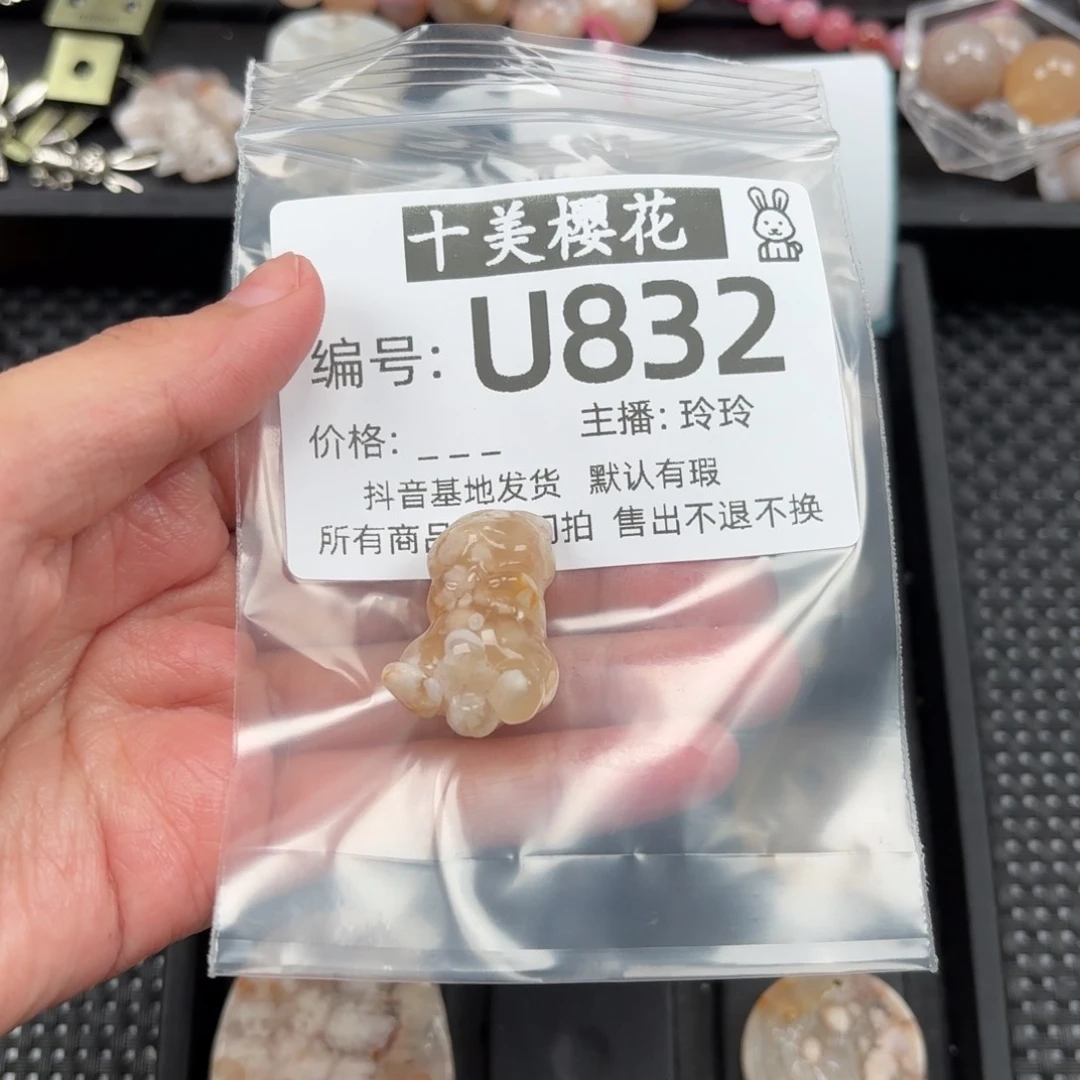 十美樱花
编号: U832
价格: _ _ _
主播: 玲玲
抖音基地发货 默认有瑕
所有商品 拍 售出不退不换